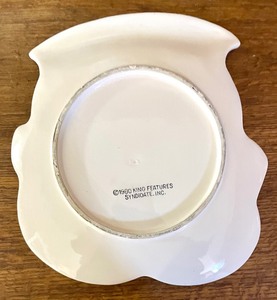 ©1980 KING FEATURES
SYNDICATE, INC.